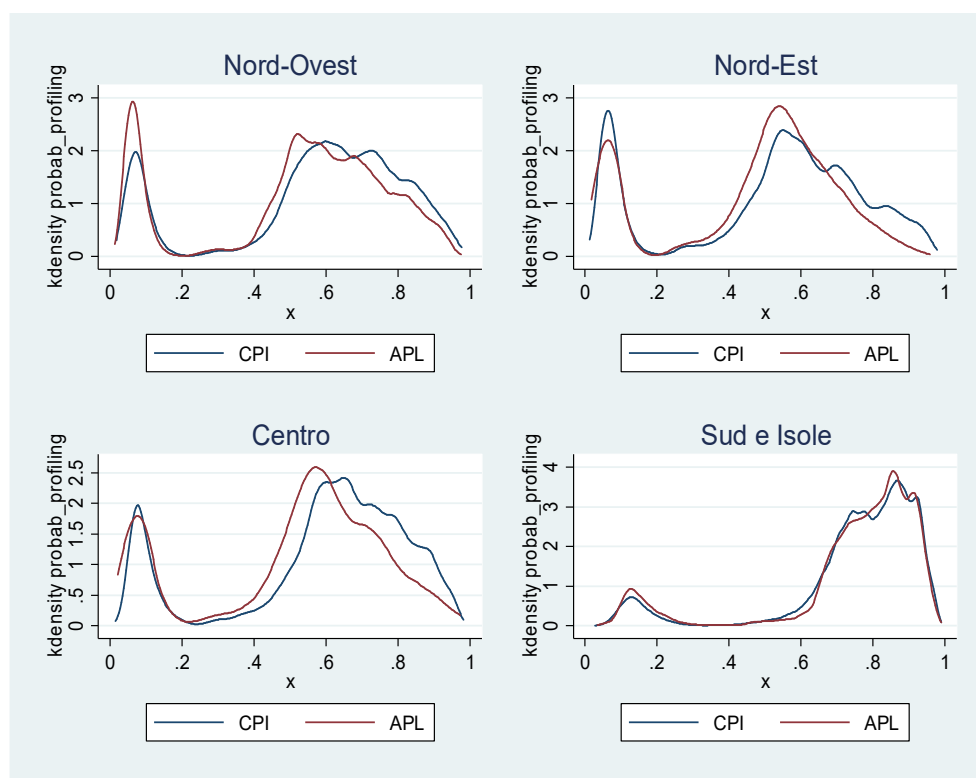 Nord-Ovest
kdensity probab_profiling
3
2
1
0
0 .2 .4 .6 .8 1
x
CPI APL
Nord-Est
kdensity probab_profiling
3
2
1
0
0 .2 .4 .6 .8 1
x
CPI APL
Centro
kdensity probab_profiling
2.5
2
1.5
1
.5
0
0 .2 .4 .6 .8 1
x
CPI APL
Sud e Isole
kdensity probab_profiling
4
3
2
1
0
0 .2 .4 .6 .8 1
x
CPI APL